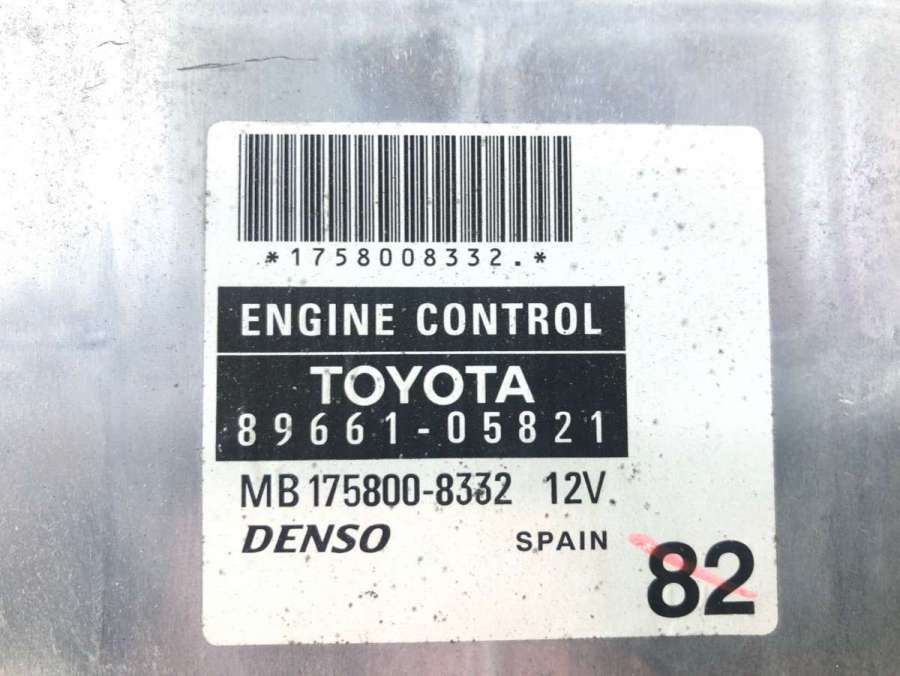 *1758008332.*
ENGINE CONTROL
TOYOTA
89661-05821
MB 175800-8332 12V
DENSO SPAIN
82